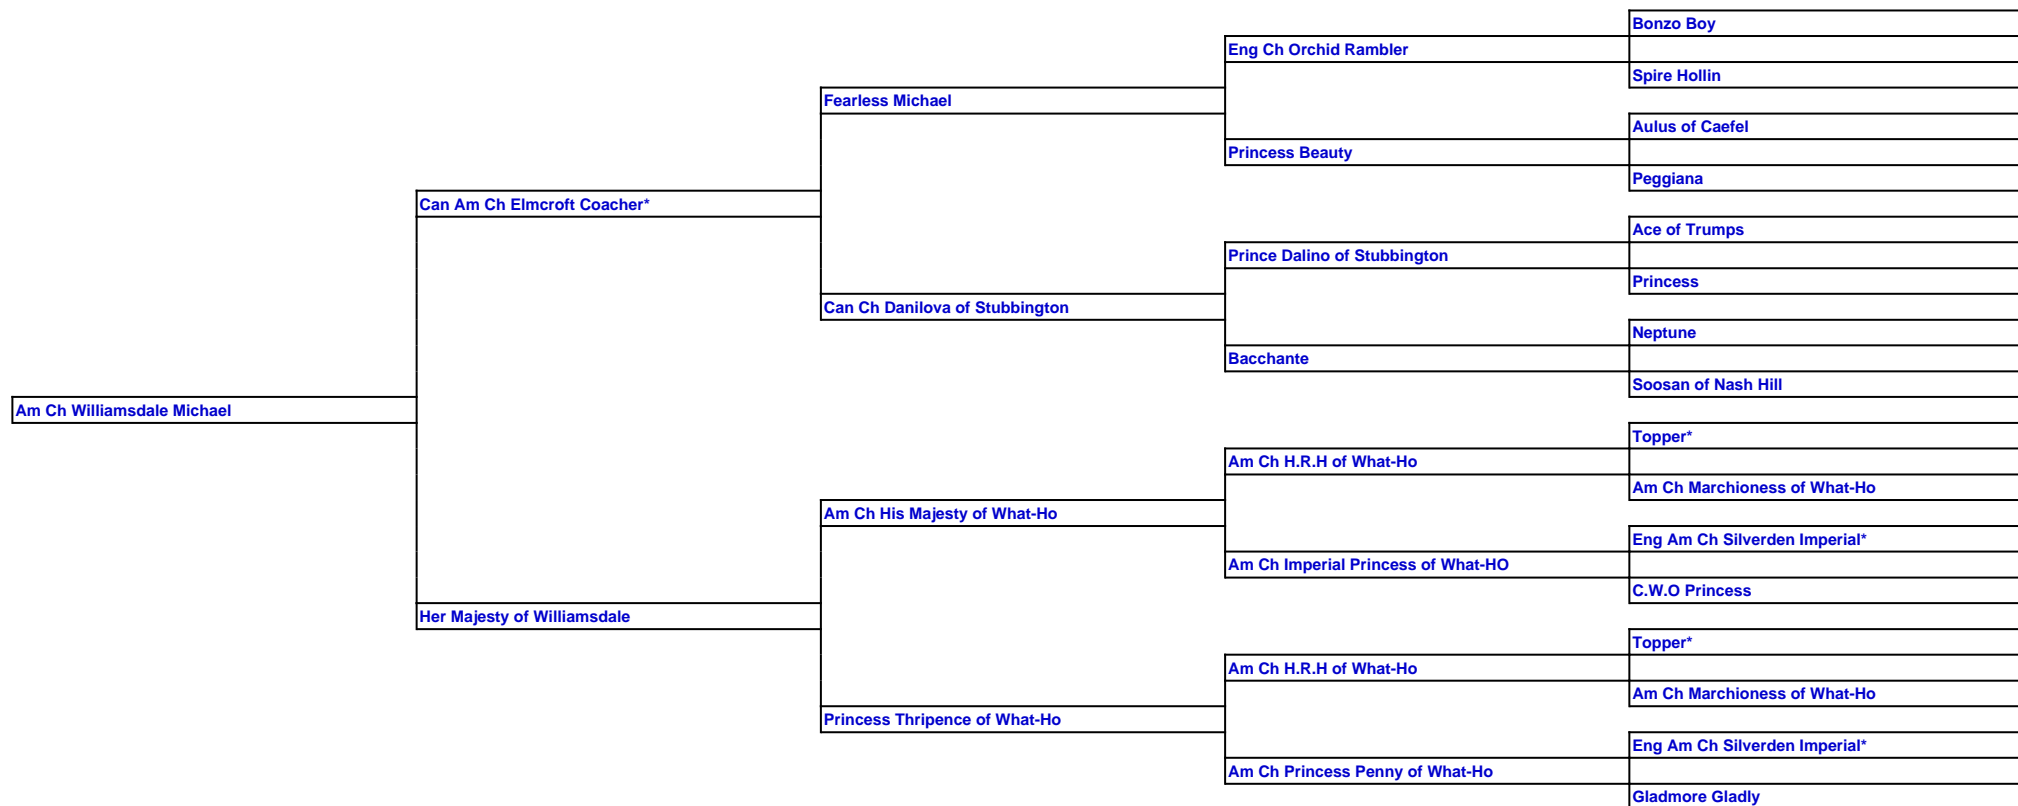 Bonzo Boy
Eng Ch Orchid Rambler
Spire Hollin
Fearless Michael
Aulus of Caefel
Princess Beauty
Peggiana
Can Am Ch Elmcroft Coacher*
Ace of Trumps
Prince Dalino of Stubbington
Princess
Can Ch Danilova of Stubbington
Neptune
Bacchante
Soosan of Nash Hill
Am Ch Williamsdale Michael
Topper*
Am Ch H.R.H of What-Ho
Am Ch Marchioness of What-Ho
Am Ch His Majesty of What-Ho
Eng Am Ch Silverden Imperial*
Am Ch Imperial Princess of What-HO
C.W.O Princess
Her Majesty of Williamsdale
Topper*
Am Ch H.R.H of What-Ho
Am Ch Marchioness of What-Ho
Princess Thripence of What-Ho
Eng Am Ch Silverden Imperial*
Am Ch Princess Penny of What-Ho
Gladmore Gladly